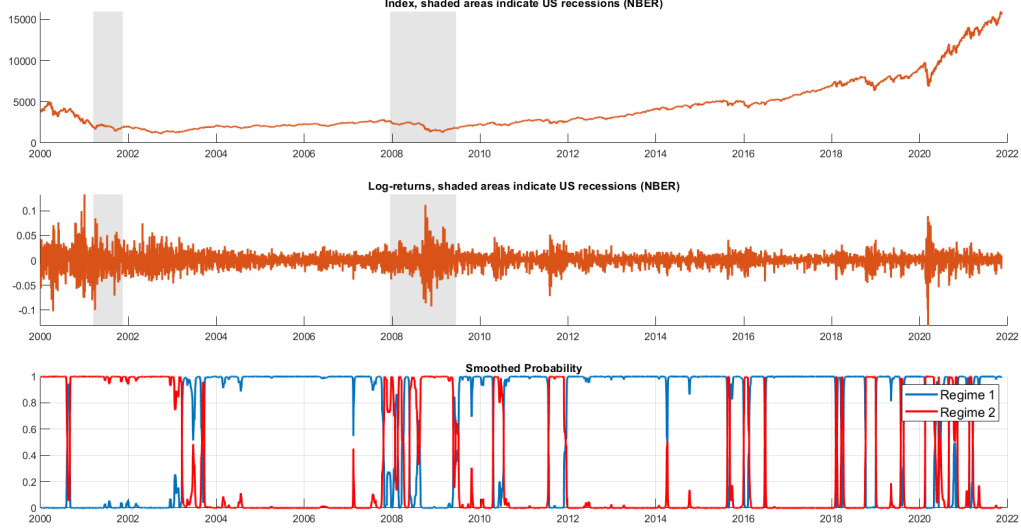 Index, shaded areas indicate US recessions (NBER)
15000
10000
5000
0
2000 2002 2004 2006 2008 2010 2012 2014 2016 2018 2020 2022
Log-returns, shaded areas indicate US recessions (NBER)
0.1
0.05
0
-0.05
-0.1
2000 2002 2004 2006 2008 2010 2012 2014 2016 2018 2020 2022
Smoothed Probability
1
0.8
0.6
0.4
0.2
0
Regime 1
Regime 2
2000 2002 2004 2006 2008 2010 2012 2014 2016 2018 2020 2022